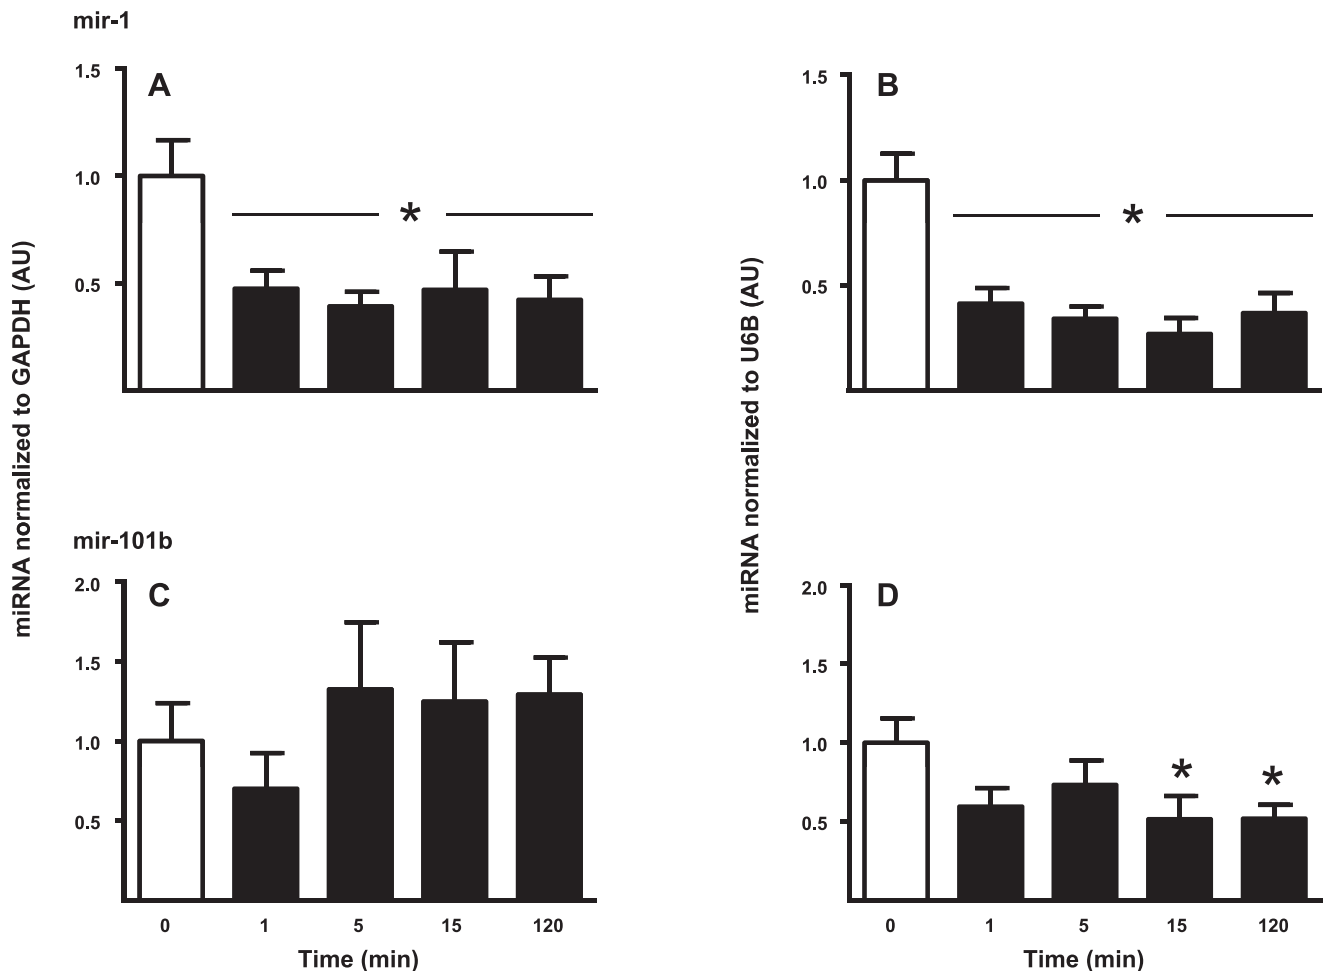 mir-1
miRNA normalized to GAPDH (AU)
A
1.5
1.0
0.5
*
miRNA normalized to U6B (AU)
B
1.5
1.0
0.5
*
mir-101b
C
2.0
1.5
1.0
0.5
0 1 5 15 120
Time (min)
D
2.0
1.5
1.0
0.5
* *
0 1 5 15 120
Time (min)